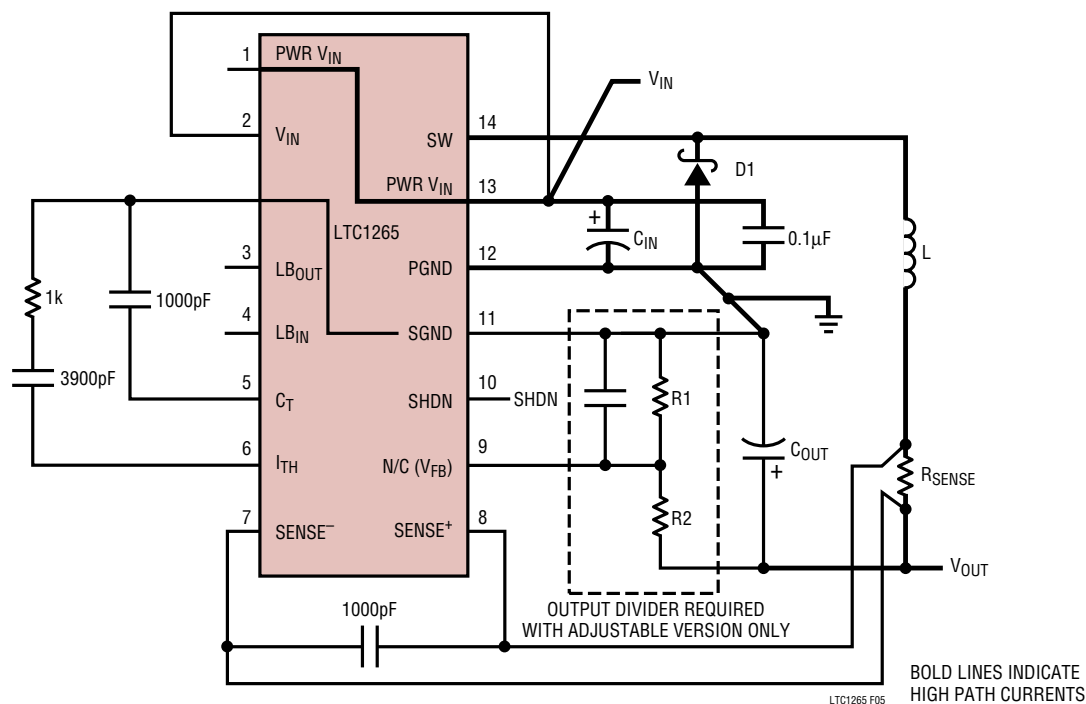 1
PWR VIN
2
VIN
LTC1265
3
LBOUT
4
LBIN
5
CT
6
ITH
7
SENSE–
14
SW
13
PWR VIN
12
PGND
11
SGND
10
SHDN
SHDN
9
N/C (VFB)
8
SENSE+
1k
1000pF
3900pF
1000pF
VIN
D1
+
CIN
0.1µF
L
R1
R2
COUT
+
RSENSE
VOUT
OUTPUT DIVIDER REQUIRED
WITH ADJUSTABLE VERSION ONLY
LTC1265 F05
BOLD LINES INDICATE
HIGH PATH CURRENTS